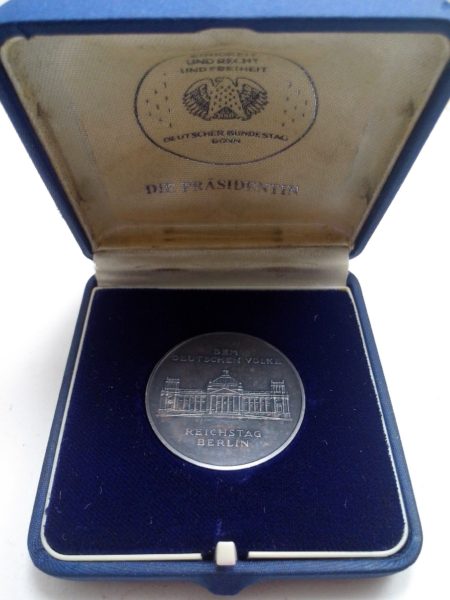 EINIGKEIT
UND RECHT
UND FREIHEIT
DEUTSCHER BUNDESTAG
BONN
DIE PRÄSIDENTIN
DEM
DEUTSCHEN VOLKE
REICHSTAG
BERLIN